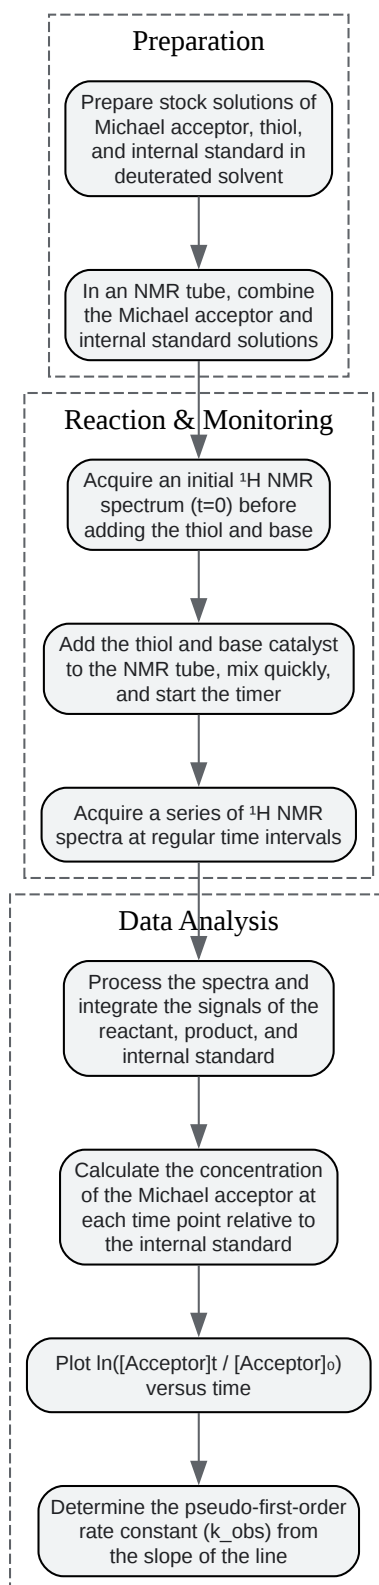 Preparation
Prepare stock solutions of
Michael acceptor, thiol,
and internal standard in
deuterated solvent
In an NMR tube, combine
the Michael acceptor and
internal standard solutions
Reaction & Monitoring
Acquire an initial ¹H NMR
spectrum (t=0) before
adding the thiol and base
Add the thiol and base catalyst
to the NMR tube, mix quickly,
and start the timer
Acquire a series of ¹H NMR
spectra at regular time intervals
Data Analysis
Process the spectra and
integrate the signals of the
reactant, product, and
internal standard
Calculate the concentration
of the Michael acceptor at
each time point relative to
the internal standard
Plot ln([Acceptor]t / [Acceptor]₀)
versus time
Determine the pseudo-first-order
rate constant (k_obs) from
the slope of the line